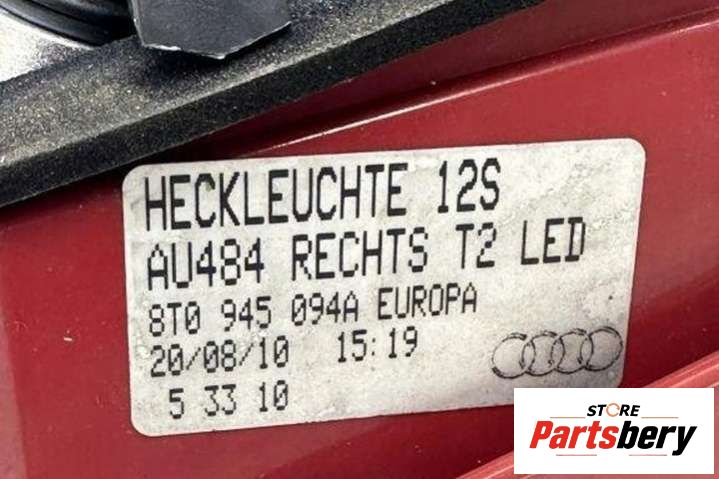 HECKLEUCHTE 12S
AU484 RECHTS T2 LED
8T0 945 094A EUROPA
20/08/10 15:19
5 33 10
STORE
Partsbery